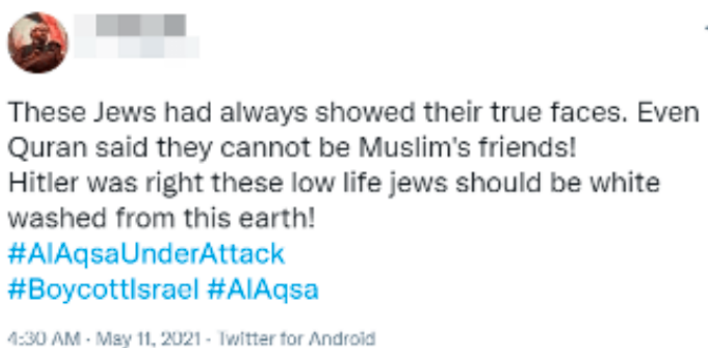 These Jews had always showed their true faces. Even
Quran said they cannot be Muslim's friends!
Hitler was right these low life jews should be white
washed from this earth!
#AlAqsaUnderAttack
#BoycottIsrael #AlAqsa
4:30 AM · May 11, 2021 · Twitter for Android